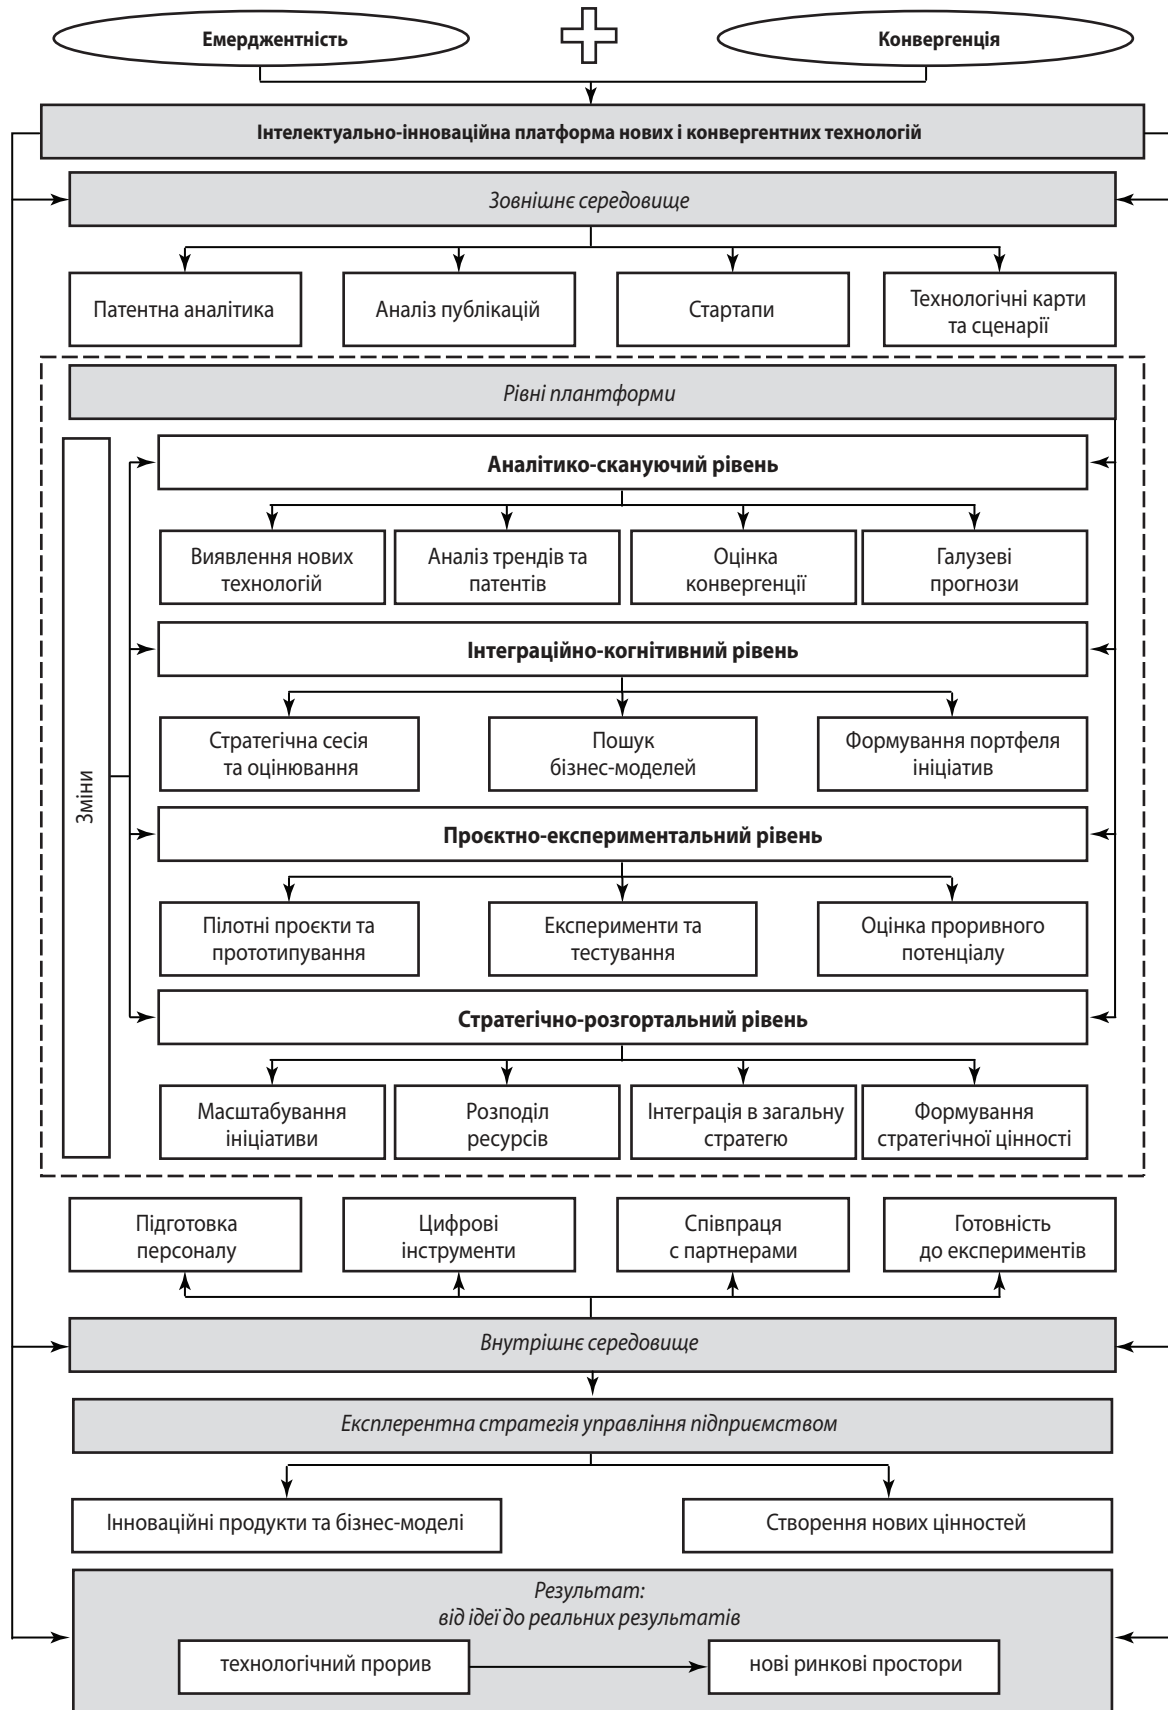 Емерджентність
Конвергенція
Інтелектуально-інноваційна платформа нових і конвергентних технологій
Зовнішнє середовище
Патентна аналітика
Аналіз публікацій
Стартапи
Технологічні карти
та сценарії
Рівні плантформи
Зміни
Аналітико-скануючий рівень
Виявлення нових
технологій
Аналіз трендів та
патентів
Оцінка
конвергенції
Галузеві
прогнози
Інтеграційно-когнітивний рівень
Стратегічна сесія
та оцінювання
Пошук
бізнес-моделей
Формування портфеля
ініціатив
Проєктно-експериментальний рівень
Пілотні проєкти та
прототипування
Експерименти та
тестування
Оцінка проривного
потенціалу
Стратегічно-розгортальний рівень
Масштабування
ініціативи
Розподіл
ресурсів
Інтеграція в загальну
стратегю
Формування
стратегічної цінності
Підготовка
персоналу
Цифрові
інструменти
Співпраця
с партнерами
Готовність
до експериментів
Внутрішнє середовище
Експлерентна стратегія управління підприємством
Інноваційні продукти та бізнес-моделі
Створення нових цінностей
Результат:
від ідеї до реальних результатів
технологічний прорив
нові ринкові простори